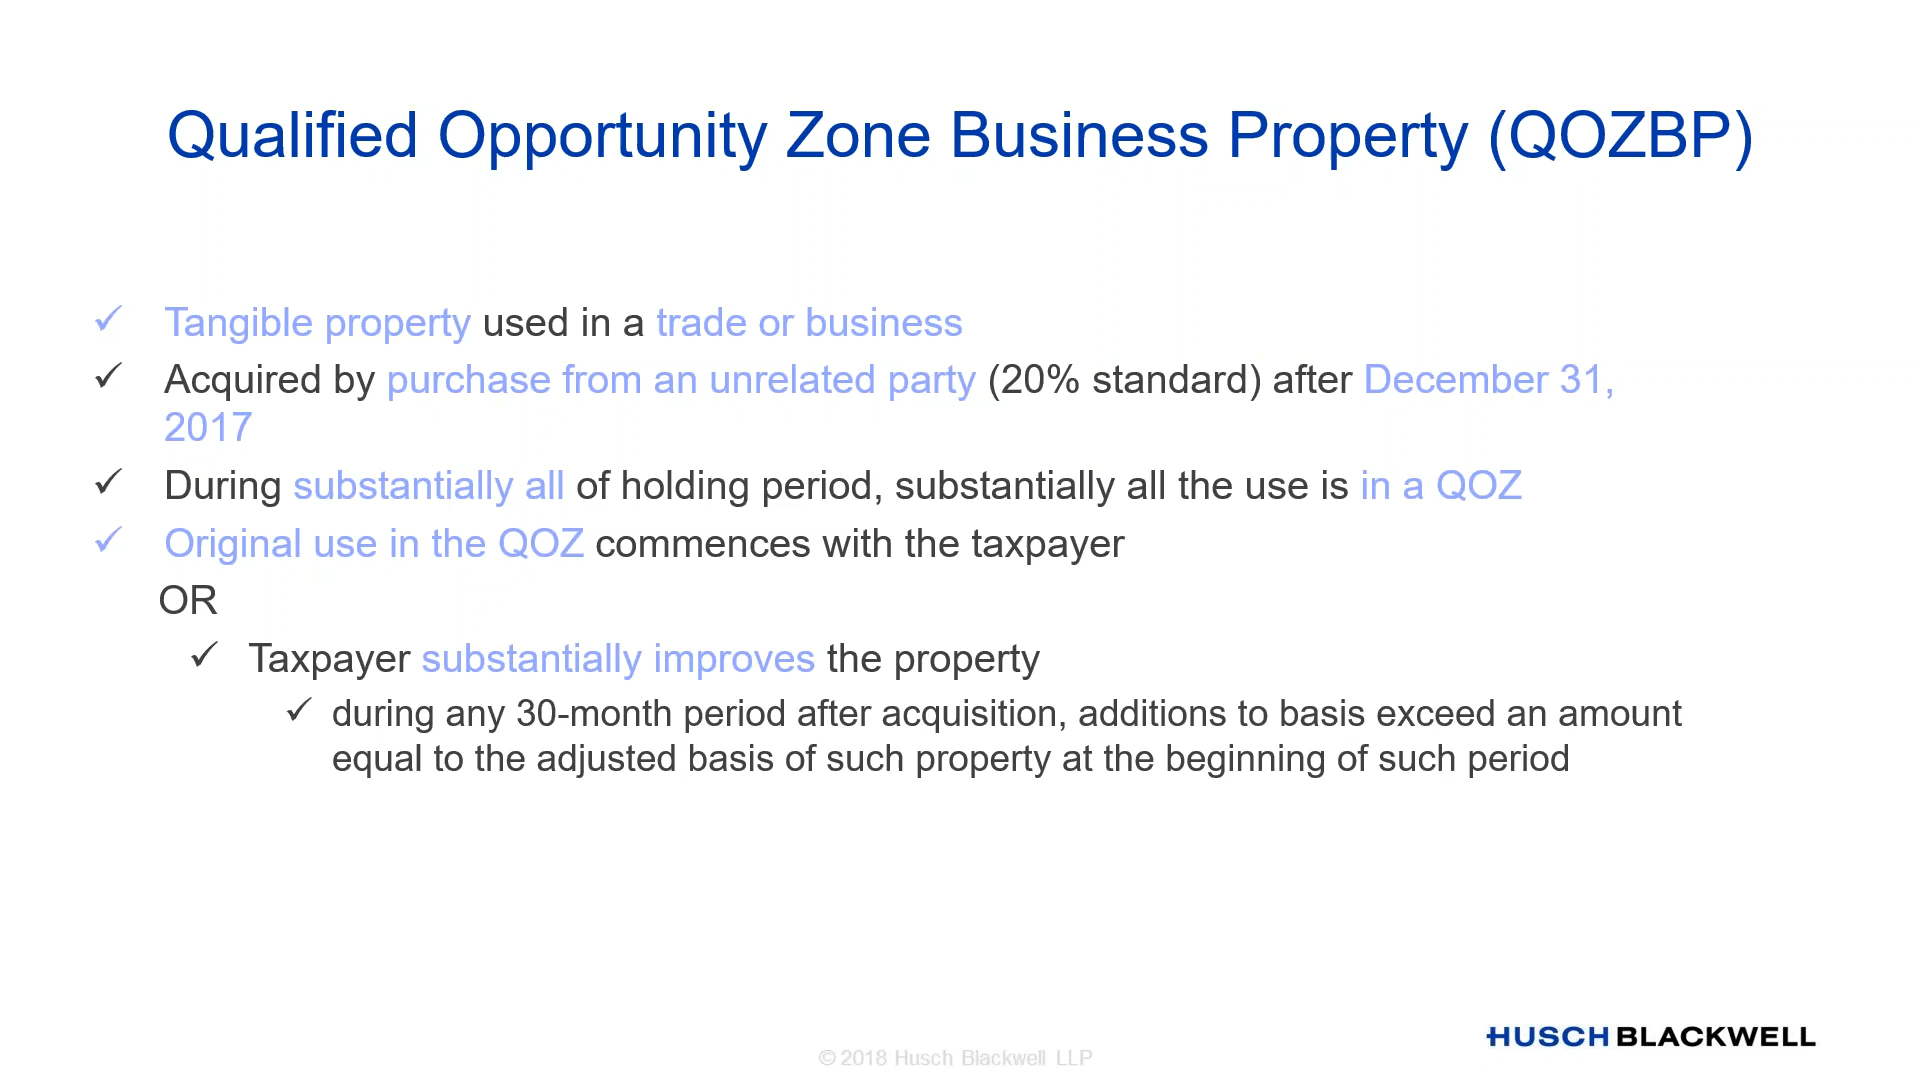 Qualified Opportunity Zone Business Property (QOZBP)
✓ Tangible property used in a trade or business
✓ Acquired by purchase from an unrelated party (20% standard) after December 31,
2017
✓ During substantially all of holding period, substantially all the use is in a QOZ
✓ Original use in the QOZ commences with the taxpayer
OR
✓ Taxpayer substantially improves the property
✓ during any 30-month period after acquisition, additions to basis exceed an amount
equal to the adjusted basis of such property at the beginning of such period
HUSCH BLACKWELL
© 2018 Husch Blackwell LLP